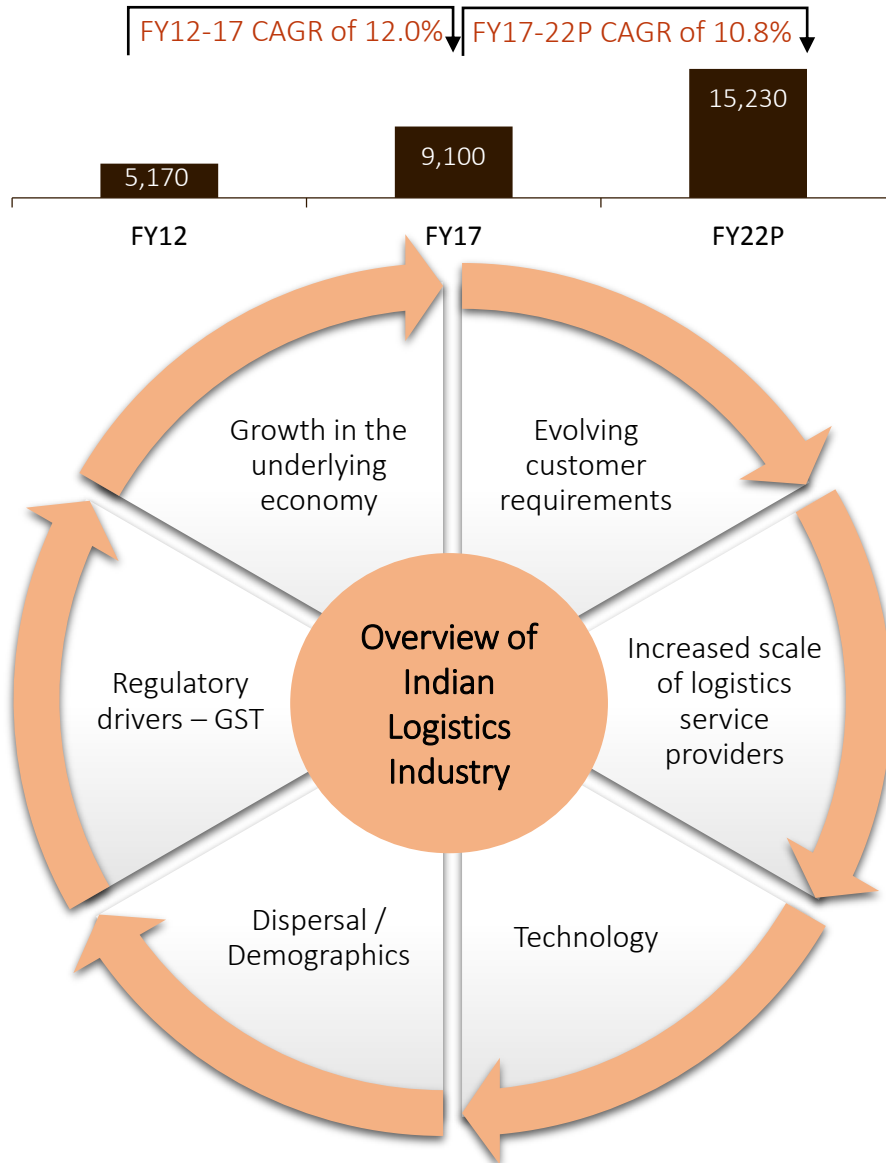 FY12-17 CAGR of 12.0%
FY17-22P CAGR of 10.8%
5,170
9,100
15,230
FY12
FY17
FY22P
Growth in the
underlying
economy
Evolving
customer
requirements
Overview of
Indian
Logistics
Industry
Regulatory
drivers – GST
Increased scale
of logistics
service
providers
Dispersal /
Demographics
Technology